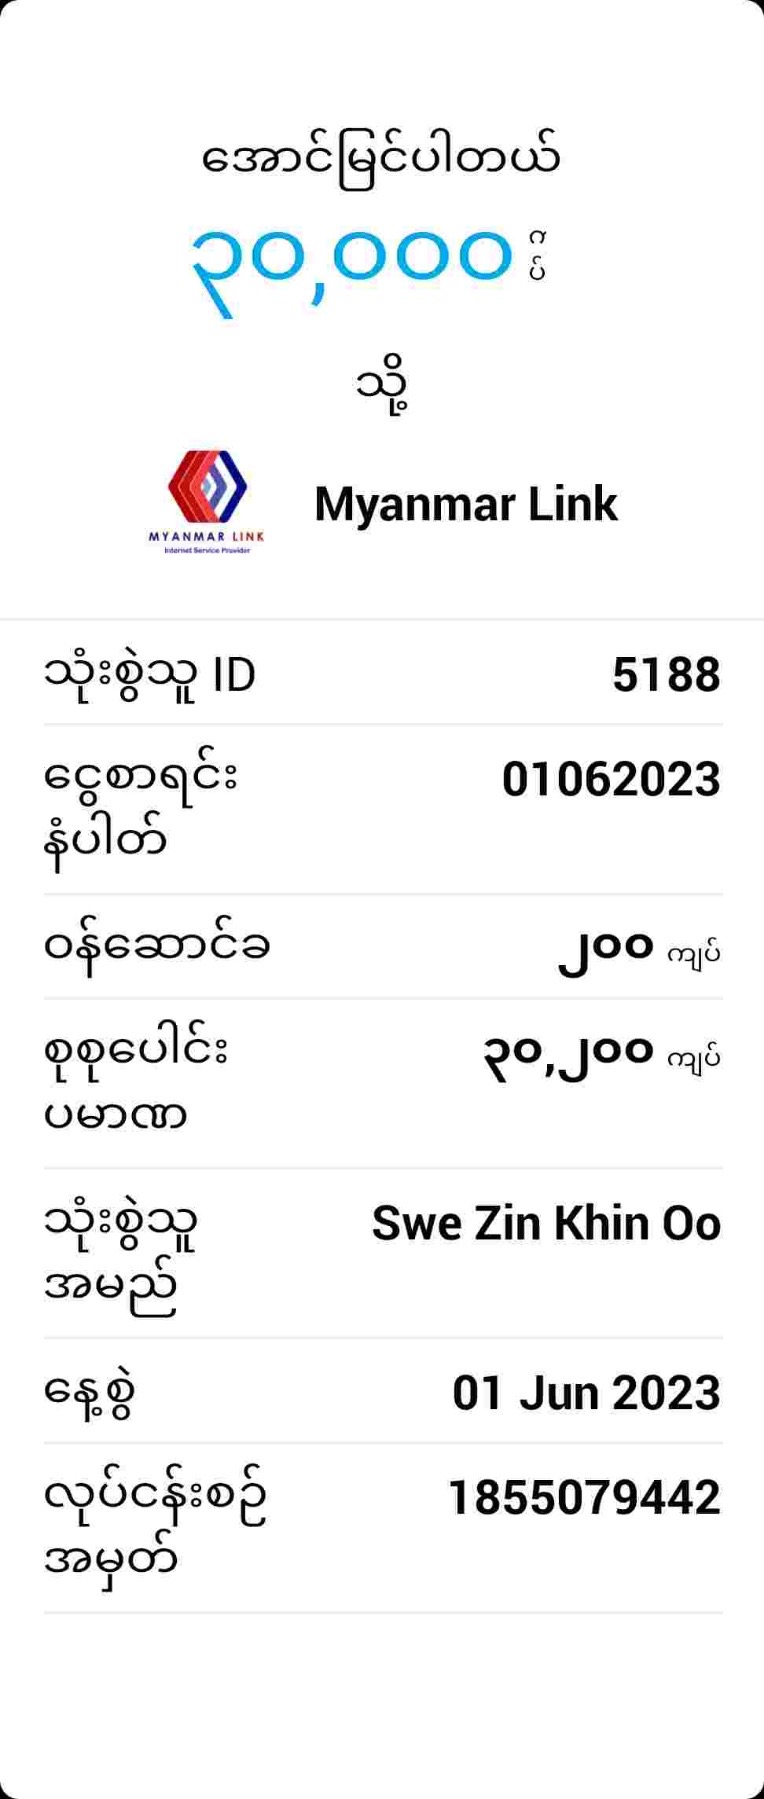 အောင်မြင်ပါတယ်
၃၀,၀၀၀
သို့
MYANMAR LINK
Internet Service Provider
Myanmar Link
သုံးစွဲသူ ID 5188
ငွေစာရင်း 01062023
နံပါတ်
ဝန်ဆောင်ခ ၂၀၀ ကျပ်
စုစုပေါင်း ၃၀,၂၀၀ ကျပ်
ပမာဏ
သုံးစွဲသူ Swe Zin Khin Oo
အမည်
နေ့စွဲ 01 Jun 2023
လုပ်ငန်းစဉ် 1855079442
အမှတ်